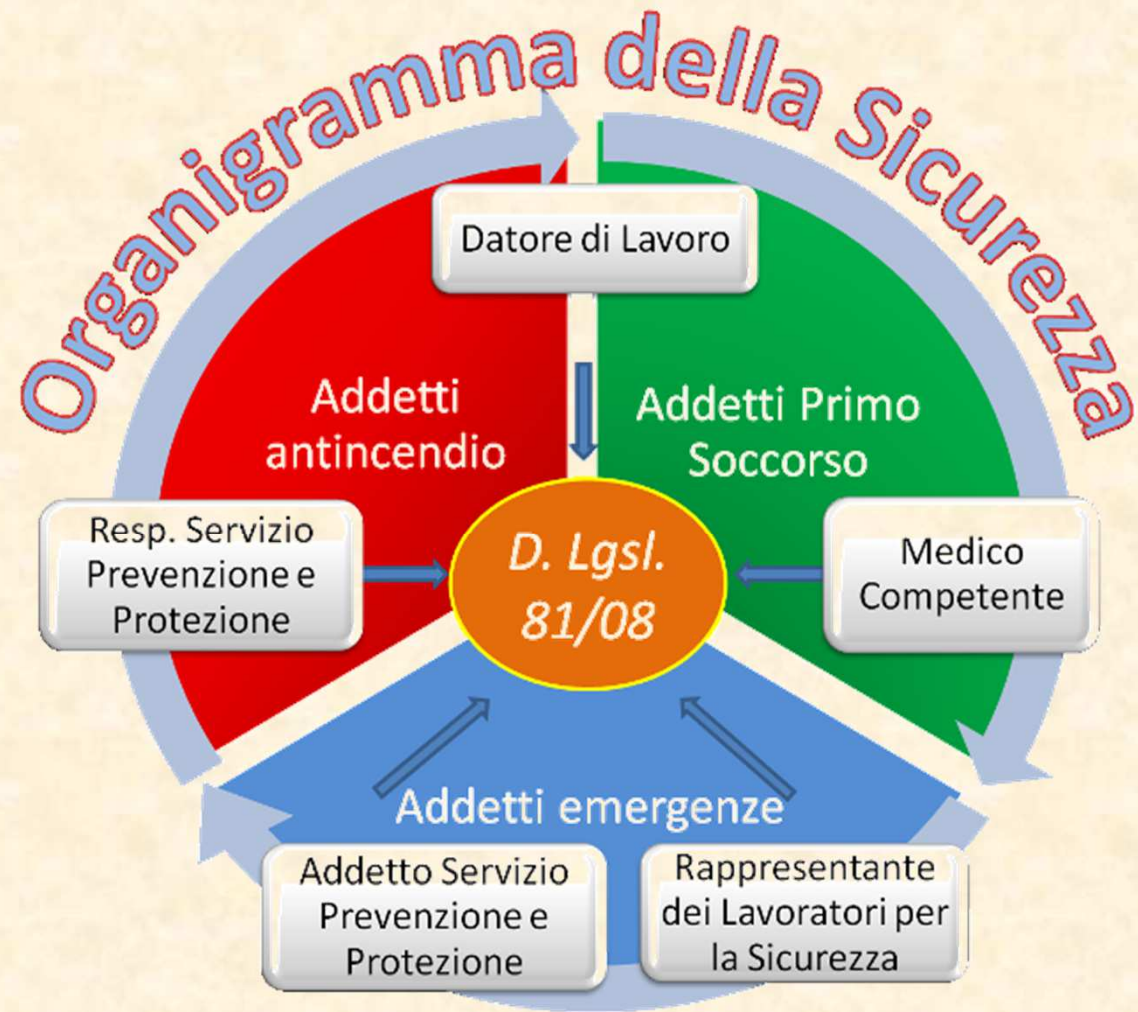 Organigramma della Sicurezza
Datore di Lavoro
Addetti
antincendio
Addetti Primo
Soccorso
Resp. Servizio
Prevenzione e
Protezione
D. Lgsl.
81/08
Medico
Competente
Addetti emergenze
Addetto Servizio
Prevenzione e
Protezione
Rappresentante
dei Lavoratori per
la Sicurezza